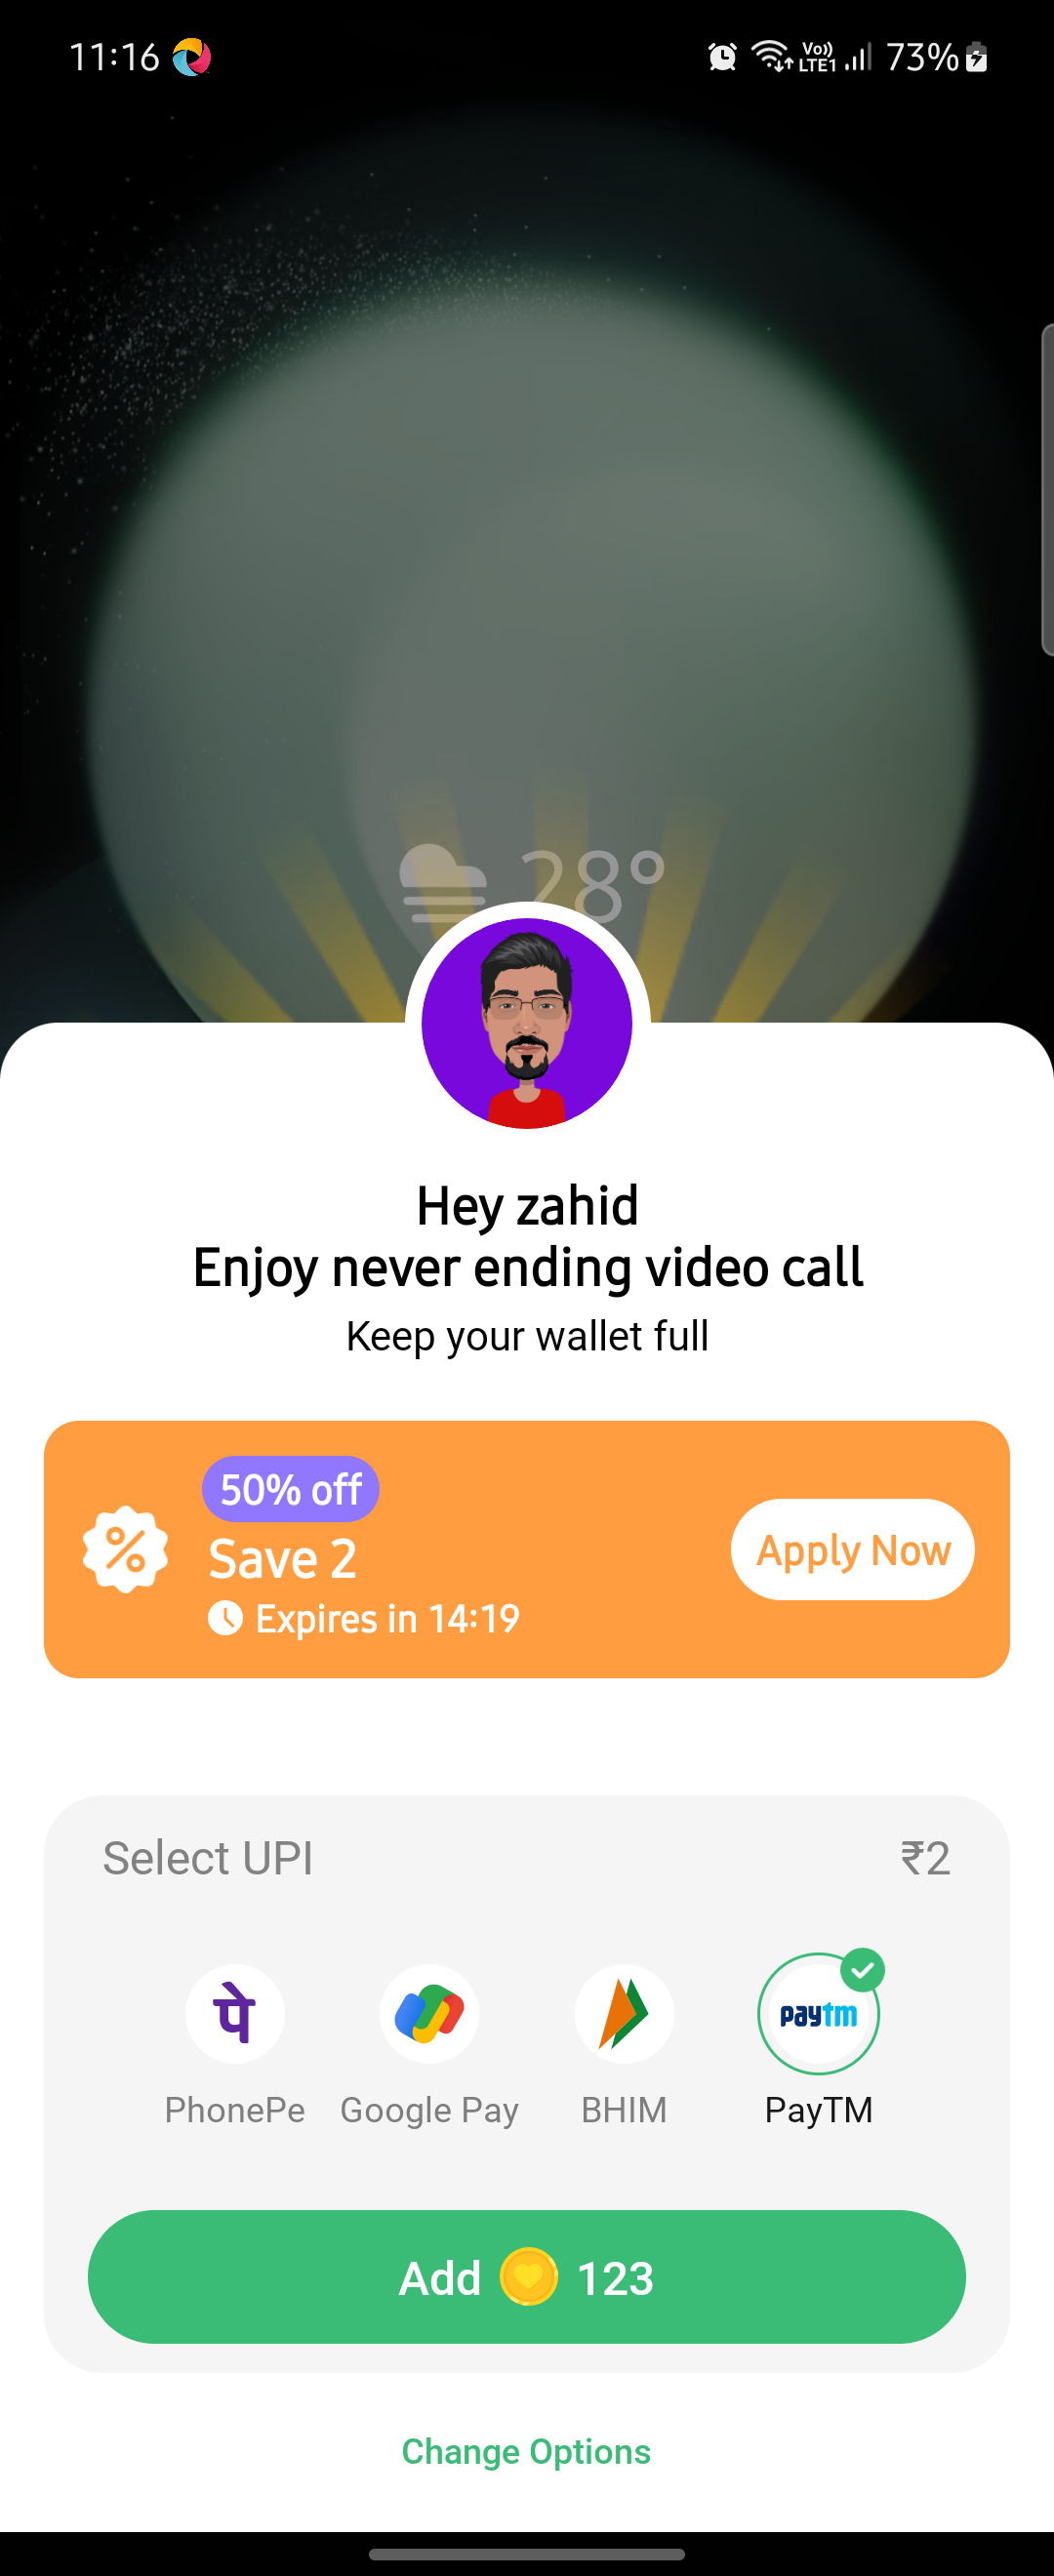 11:16 Vo)) LTE1 73%
28°
Hey zahid
Enjoy never ending video call
Keep your wallet full
50% off
Save 2
Expires in 14:19
Apply Now
Select UPI ₹2
पे
paytm
PhonePe Google Pay BHIM PayTM
Add 123
Change Options